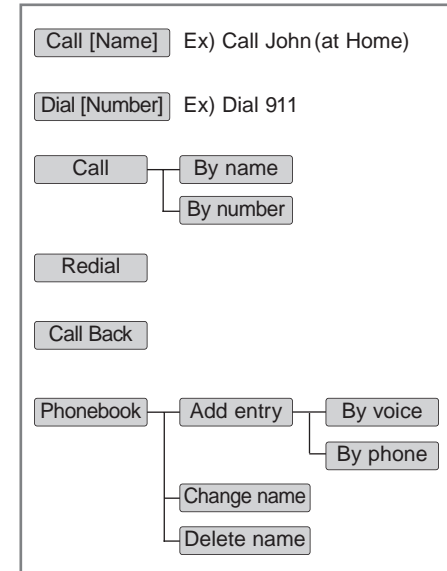 Call [Name] Ex) Call John (at Home)
Dial [Number] Ex) Dial 911
Call By name
By number
Redial
Call Back
Phonebook Add entry By voice
By phone
Change name
Delete name